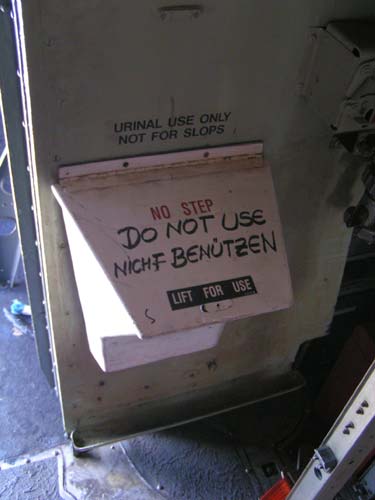 URINAL USE ONLY
NOT FOR SLOPS
NO STEP
DO NOT USE
NICHT BENÜTZEN
LIFT FOR USE